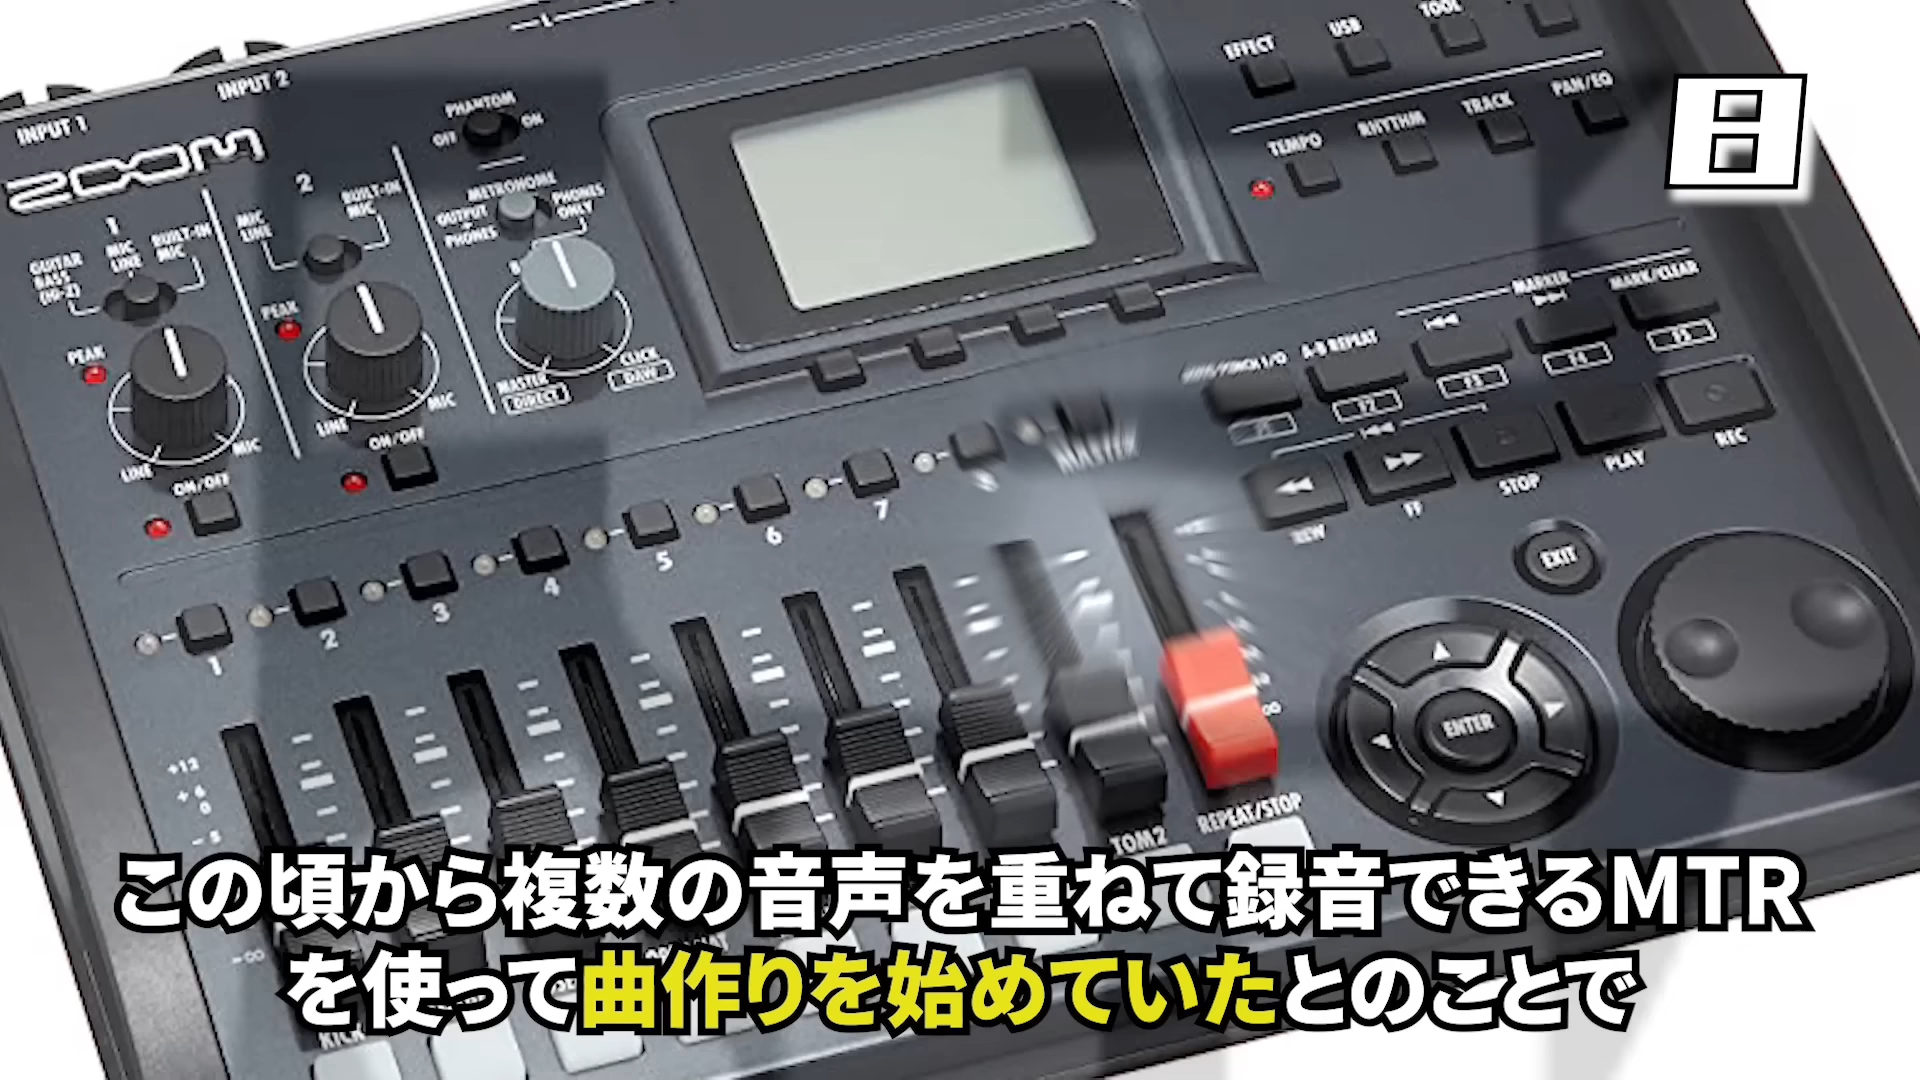 INPUT 1
INPUT 2
ZOOM
PHANTOM
OFF
ON
METRONOME
OUTPUT
+
PHONES
PHONES
ONLY
1
GUITAR
BASS
(Hi-Z)
MIC
LINE
BUILT-IN
MIC
2
MIC
LINE
BUILT-IN
MIC
PEAK
LINE
MIC
ON/OFF
PEAK
LINE
MIC
ON/OFF
MASTER
DIRECT
CLICK
DAW
EFFECT
USB
TOOL
TEMPO
RHYTHM
TRACK
PAN/EQ
A-B REPEAT
MARKER
MARK/CLEAR
F2
F3
F4
F5
REW
FF
STOP
PLAY
REC
EXIT
ENTER
MASTER
1
2
3
4
5
6
7
8
+12
+6
0
-5
-∞
TOM2
REPEAT/STOP
KICK
この頃から複数の音声を重ねて録音できるMTR
を使って曲作りを始めていたとのことで